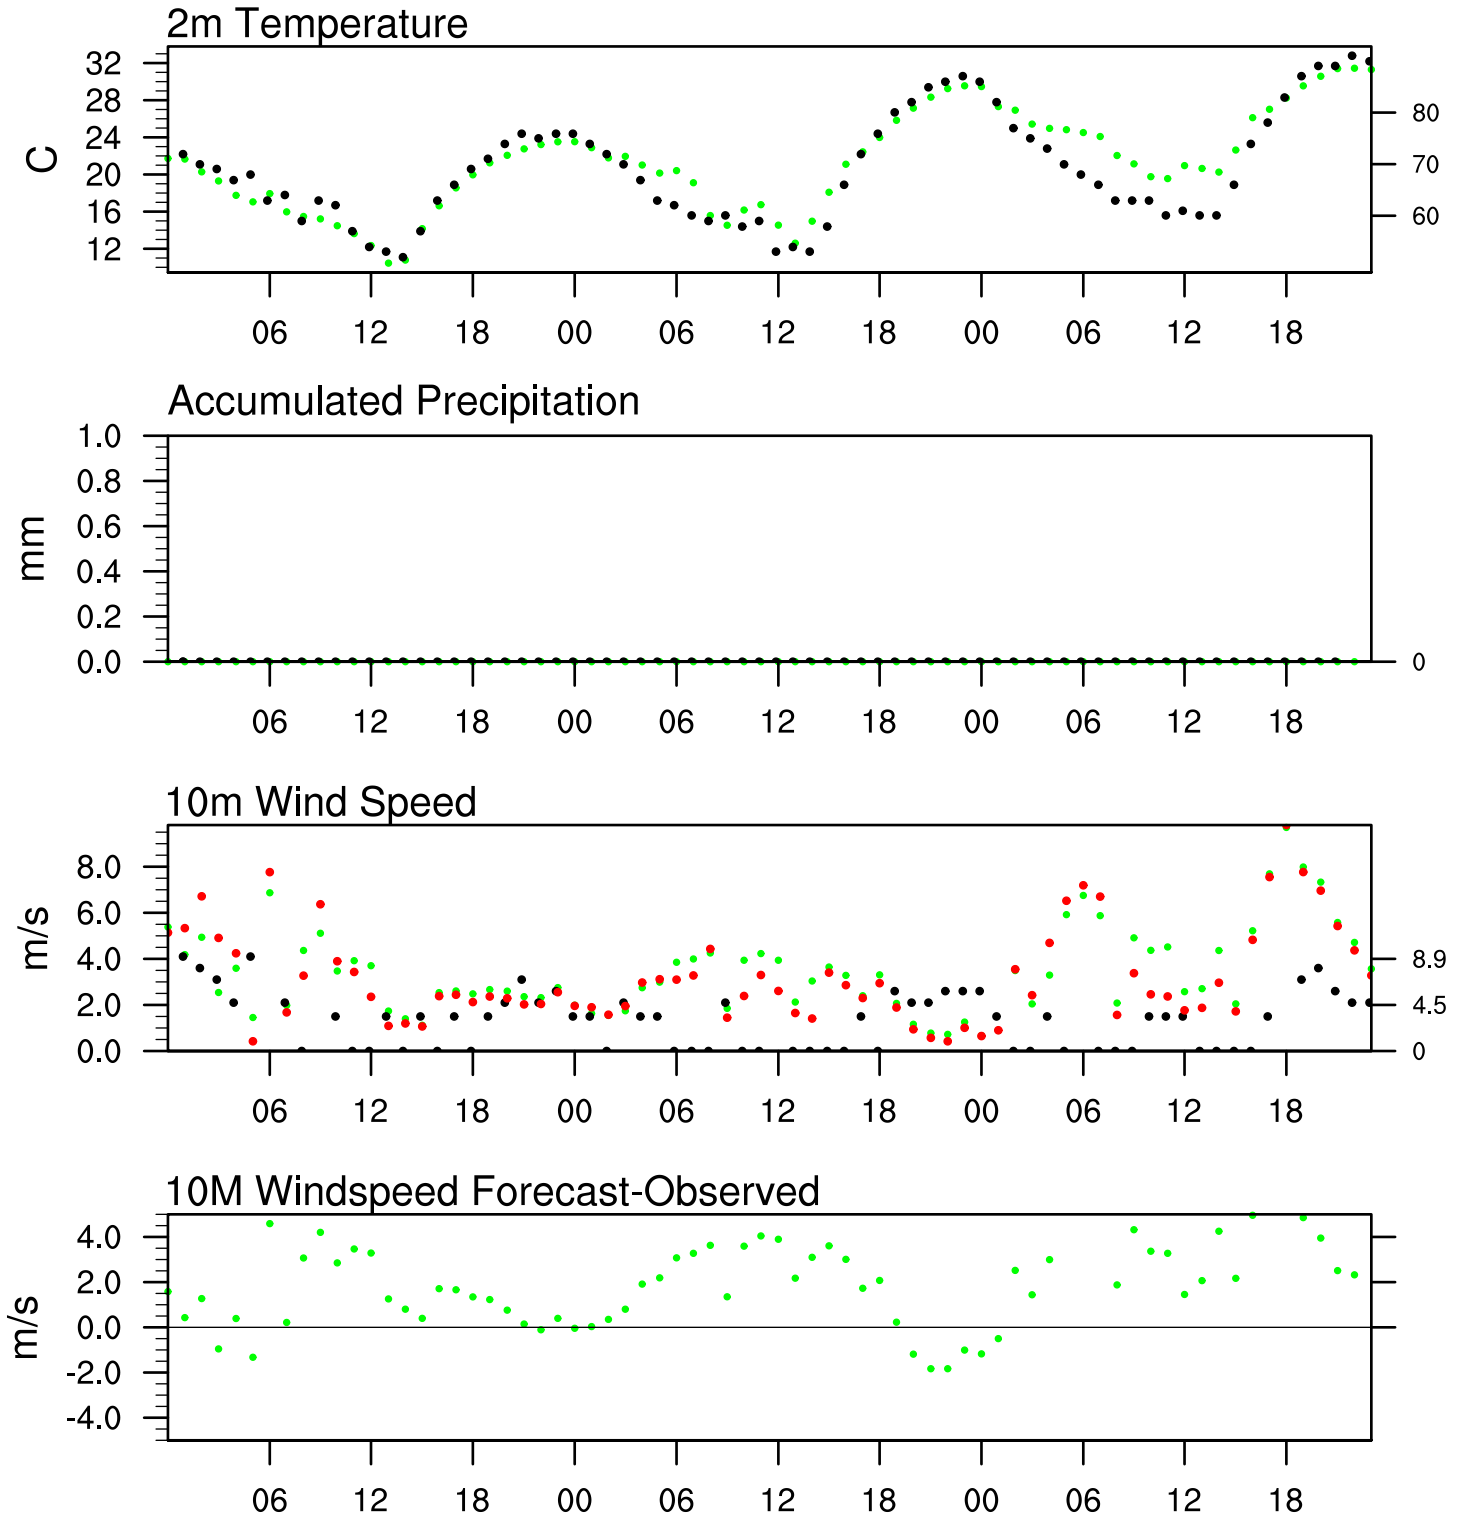 2m Temperature
C
32
28
24
20
16
12
80
70
60
06 12 18 00 06 12 18 00 06 12 18
Accumulated Precipitation
mm
1.0
0.8
0.6
0.4
0.2
0.0
0
06 12 18 00 06 12 18 00 06 12 18
10m Wind Speed
m/s
8.0
6.0
4.0
2.0
0.0
8.9
4.5
0
06 12 18 00 06 12 18 00 06 12 18
10M Windspeed Forecast-Observed
m/s
4.0
2.0
0.0
-2.0
-4.0
06 12 18 00 06 12 18 00 06 12 18